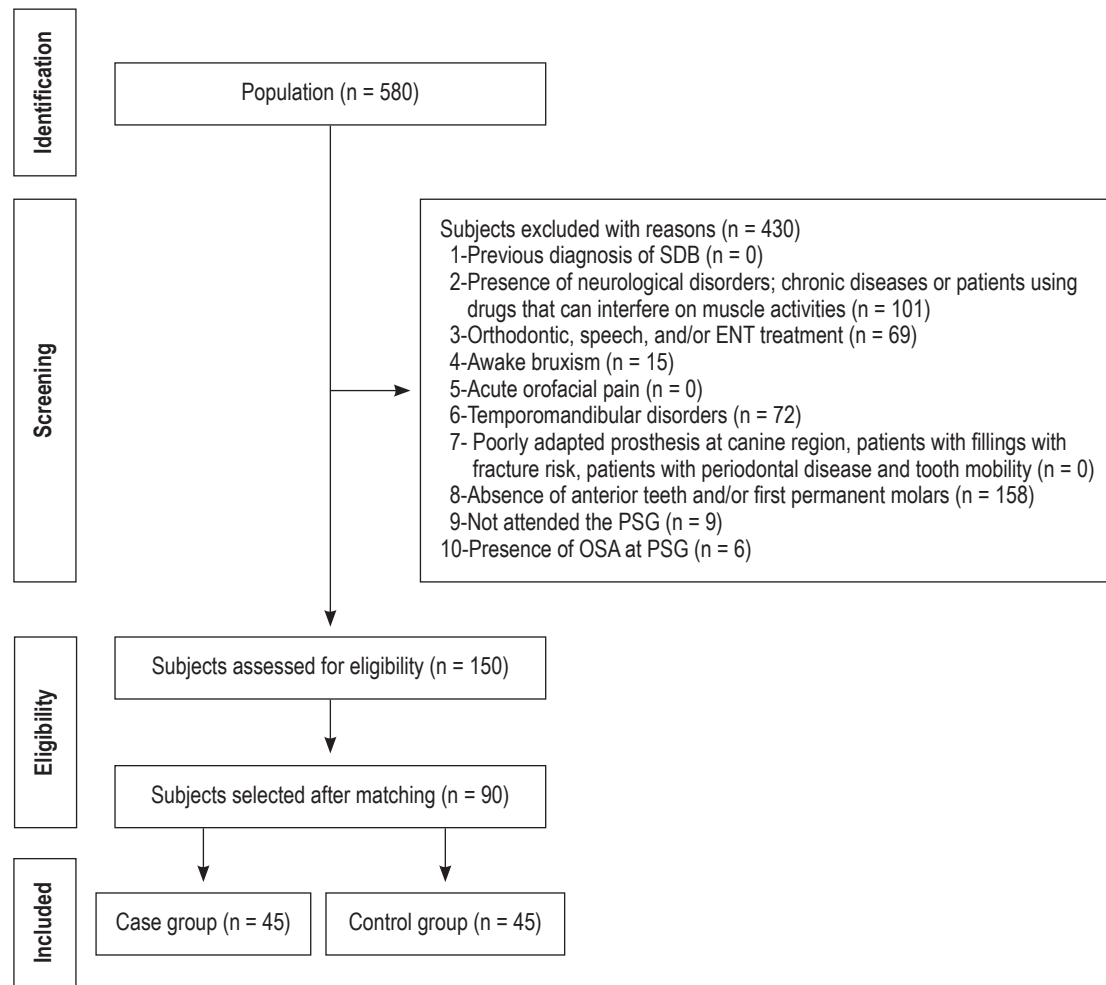 Identification
Population (n = 580)
Screening
Subjects excluded with reasons (n = 430)
1-Previous diagnosis of SDB (n = 0)
2-Presence of neurological disorders; chronic diseases or patients using
drugs that can interfere on muscle activities (n = 101)
3-Orthodontic, speech, and/or ENT treatment (n = 69)
4-Awake bruxism (n = 15)
5-Acute orofacial pain (n = 0)
6-Temporomandibular disorders (n = 72)
7- Poorly adapted prosthesis at canine region, patients with fillings with
fracture risk, patients with periodontal disease and tooth mobility (n = 0)
8-Absence of anterior teeth and/or first permanent molars (n = 158)
9-Not attended the PSG (n = 9)
10-Presence of OSA at PSG (n = 6)
Eligibility
Subjects assessed for eligibility (n = 150)
Subjects selected after matching (n = 90)
Included
Case group (n = 45)
Control group (n = 45)